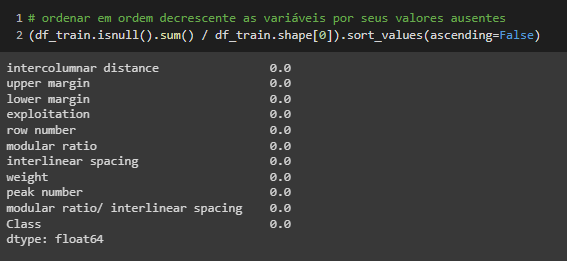 1 # ordenar em ordem decrescente as variáveis por seus valores ausentes
2 (df_train.isnull().sum() / df_train.shape[0]).sort_values(ascending=False)
intercolumnar distance 0.0
upper margin 0.0
lower margin 0.0
exploitation 0.0
row number 0.0
modular ratio 0.0
interlinear spacing 0.0
weight 0.0
peak number 0.0
modular ratio/ interlinear spacing 0.0
Class 0.0
dtype: float64